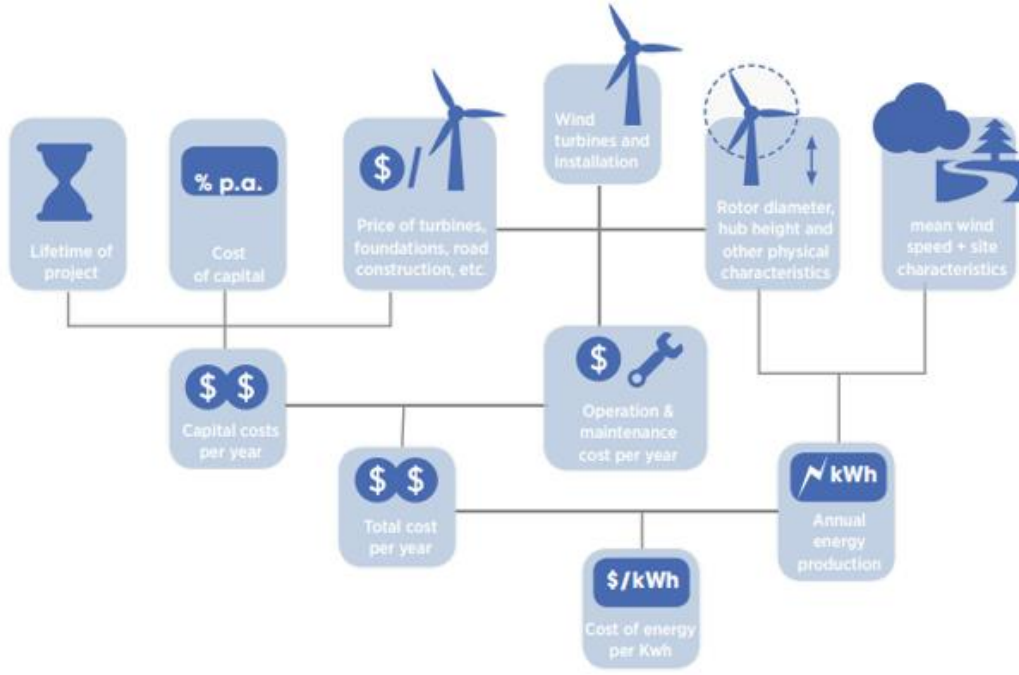 Wind
turbines and
installation
% p.a.
$/
Lifetime of
project
Cost
of capital
Price of turbines,
foundations, road
construction, etc.
Rotor diameter,
hub height and
other physical
characteristics
mean wind
speed + site
characteristics
$ $
Capital costs
per year
$
Operation &
maintenance
cost per year
$ $
Total cost
per year
kWh
Annual
energy
production
$/kWh
Cost of energy
per Kwh